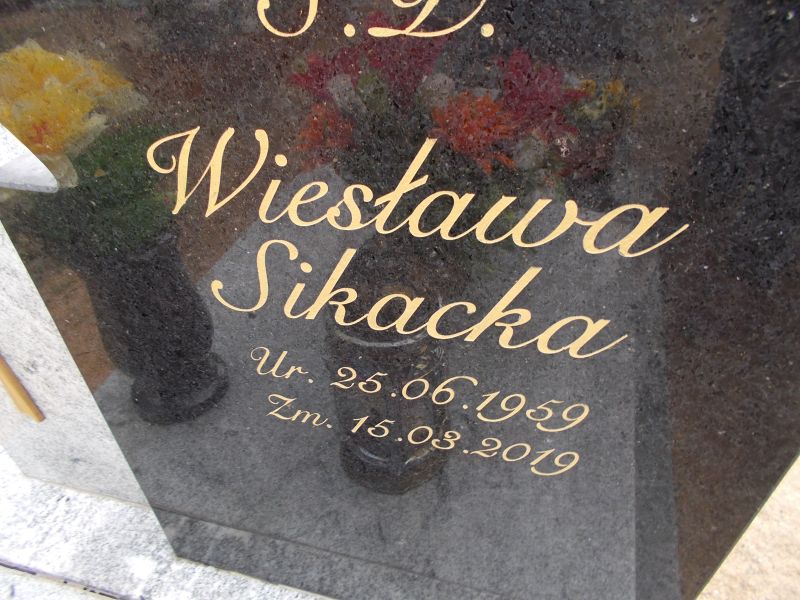 Ś.P.
Wiesława
Sikacka
Ur. 25.06.1959
Zm. 15.03.2019